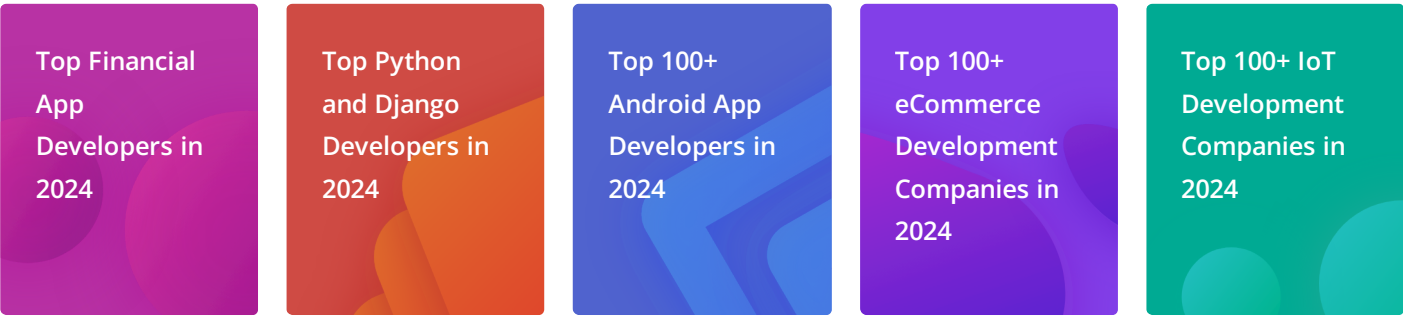 Top Financial
App
Developers in
2024
Top Python
and Django
Developers in
2024
Top 100+
Android App
Developers in
2024
Top 100+
eCommerce
Development
Companies in
2024
Top 100+ IoT
Development
Companies in
2024